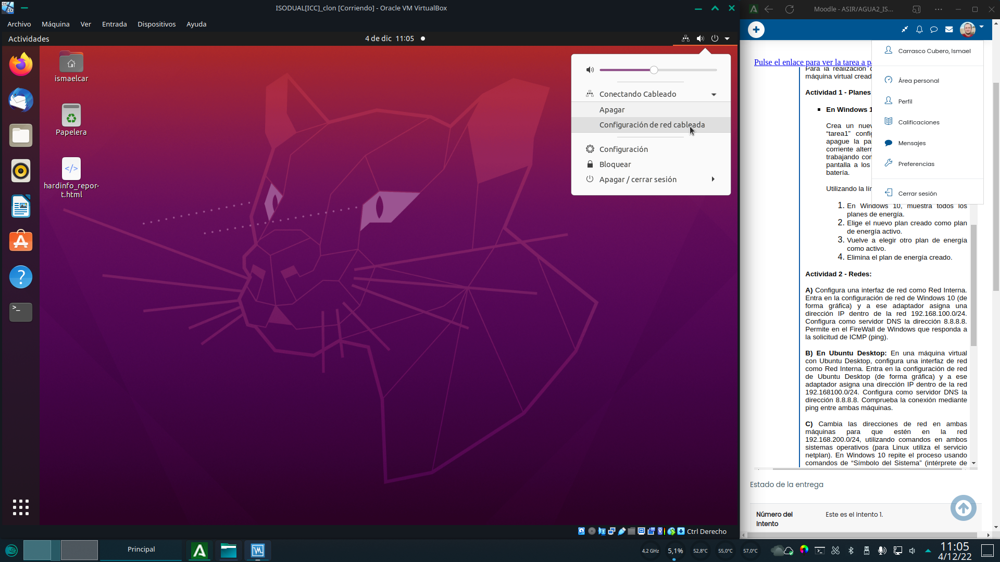 ISODUAL[ICC]_clon [Corriendo] - Oracle VM VirtualBox
Archivo Máquina Ver Entrada Dispositivos Ayuda
Actividades
4 de dic 11:05
ismaelcar
Papelera
hardinfo_repor-
t.html
Conectando Cableado
Apagar
Configuración de red cableada
Configuración
Bloquear
Apagar / cerrar sesión
Ctrl Derecho
Moodle - ASIR/AGUA2_IS...
Carrasco Cubero, Ismael
Área personal
Perfil
Calificaciones
Mensajes
Preferencias
Cerrar sesión
Pulse el enlace para ver la tarea a pa
Para la realización d
máquina virtual cread
Actividad 1 - Planes
En Windows 1
Crea un nuev
“tarea1” config
apague la pa
corriente altern
trabajando con
pantalla a los
batería.
Utilizando la lín
1. En Windows 10, muestra todos los
planes de energía.
2. Elige el nuevo plan creado como plan
de energía activo.
3. Vuelve a elegir otro plan de energía
como activo.
4. Elimina el plan de energía creado.
Actividad 2 - Redes:
A) Configura una interfaz de red como Red Interna.
Entra en la configuración de red de Windows 10 (de
forma gráfica) y a ese adaptador asigna una
dirección IP dentro de la red 192.168.100.0/24.
Configura como servidor DNS la dirección 8.8.8.8.
Permite en el FireWall de Windows que responda a
la solicitud de ICMP (ping).
B) En Ubuntu Desktop: En una máquina virtual
con Ubuntu Desktop, configura una interfaz de red
como Red Interna. Entra en la configuración de red
de Ubuntu Desktop (de forma gráfica) y a ese
adaptador asigna una dirección IP dentro de la red
192.168100.0/24. Configura como servidor DNS la
dirección 8.8.8.8. Comprueba la conexión mediante
ping entre ambas máquinas.
C) Cambia las direcciones de red en ambas
máquinas para que estén en la red
192.168.200.0/24, utilizando comandos en ambos
sistemas operativos (para Linux utiliza el servicio
netplan). En Windows 10 repite el proceso usando
comandos de “Símbolo del Sistema” (intérprete de
Estado de la entrega
Número del
intento
Este es el intento 1.
Principal
4,2 GHz
5,1%
52,8°C
55,0°C
57,0°C
11:05
4/12/22